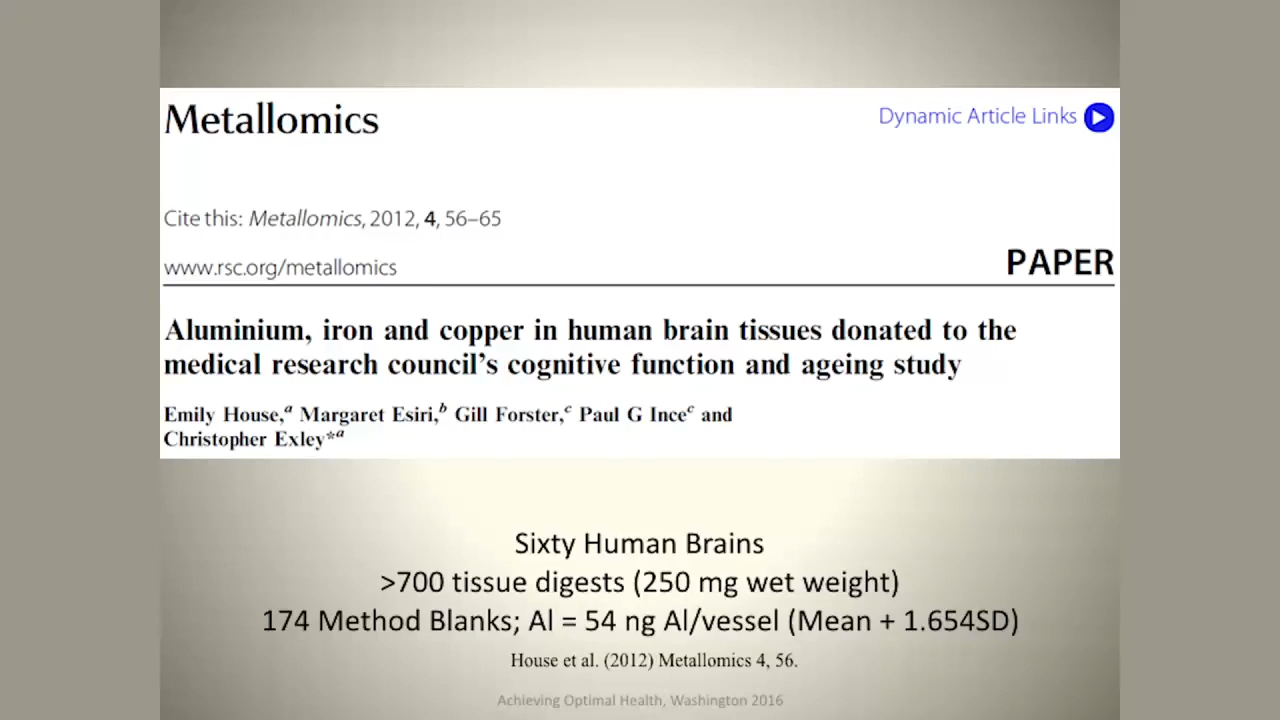 Metallomics
Dynamic Article Links
Cite this: Metallomics, 2012, 4, 56–65
www.rsc.org/metallomics
PAPER
Aluminium, iron and copper in human brain tissues donated to the
medical research council’s cognitive function and ageing study
Emily House,a Margaret Esiri,b Gill Forster,c Paul G Incec and
Christopher Exley*a
Sixty Human Brains
>700 tissue digests (250 mg wet weight)
174 Method Blanks; Al = 54 ng Al/vessel (Mean + 1.654SD)
House et al. (2012) Metallomics 4, 56.
Achieving Optimal Health, Washington 2016